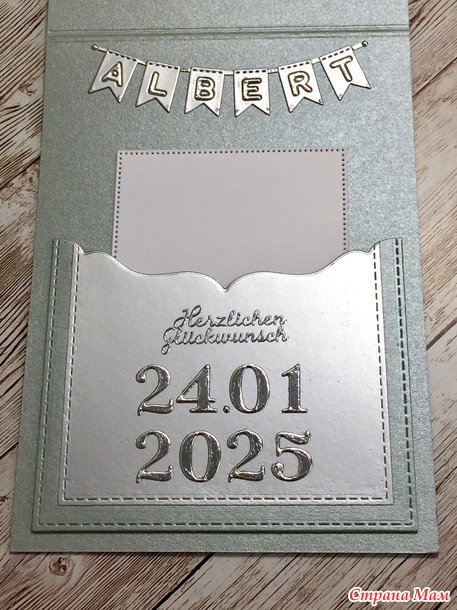 ALBERT
Herzlichen
Glückwunsch
24.01
2025
Страна Мам